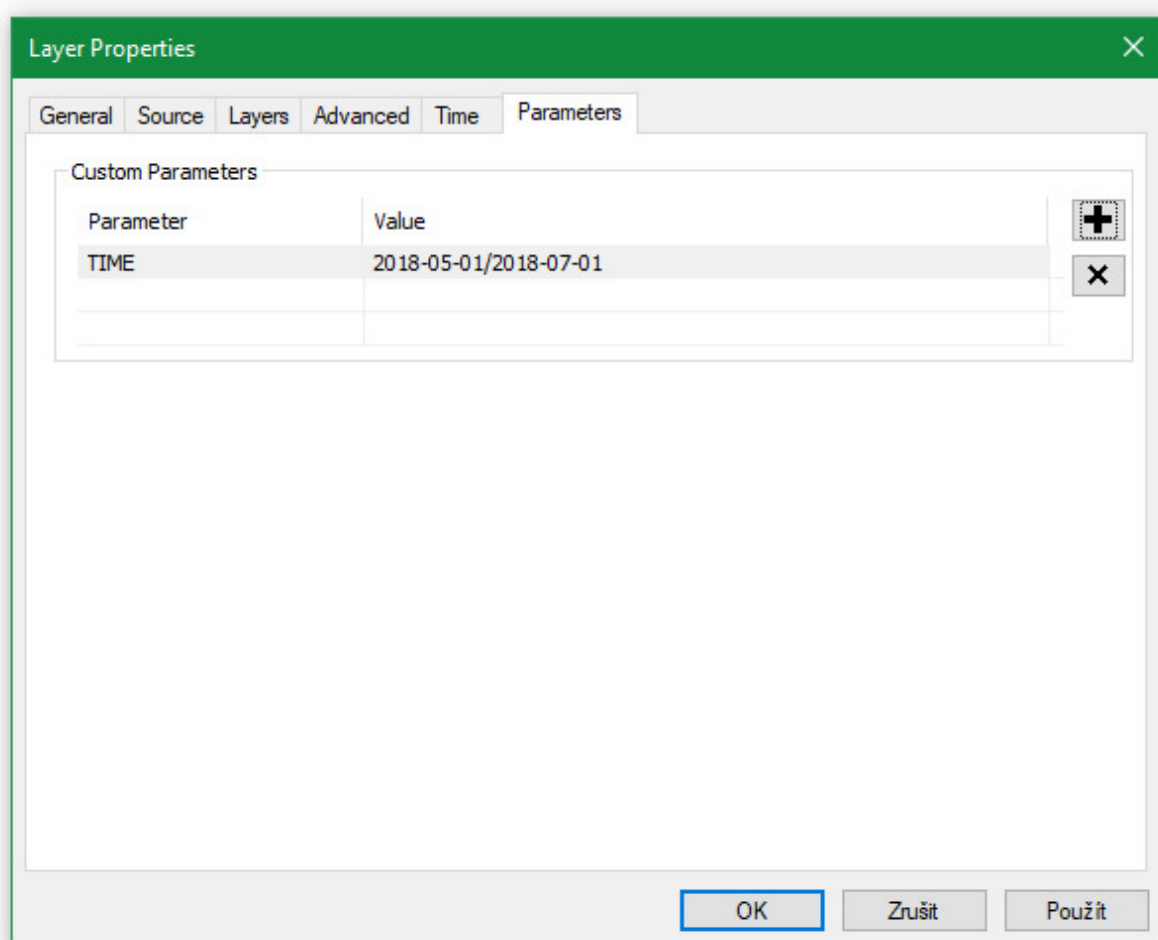 Layer Properties
General Source Layers Advanced Time Parameters
Custom Parameters
Parameter Value
TIME 2018-05-01/2018-07-01
OK Zrušit Použít